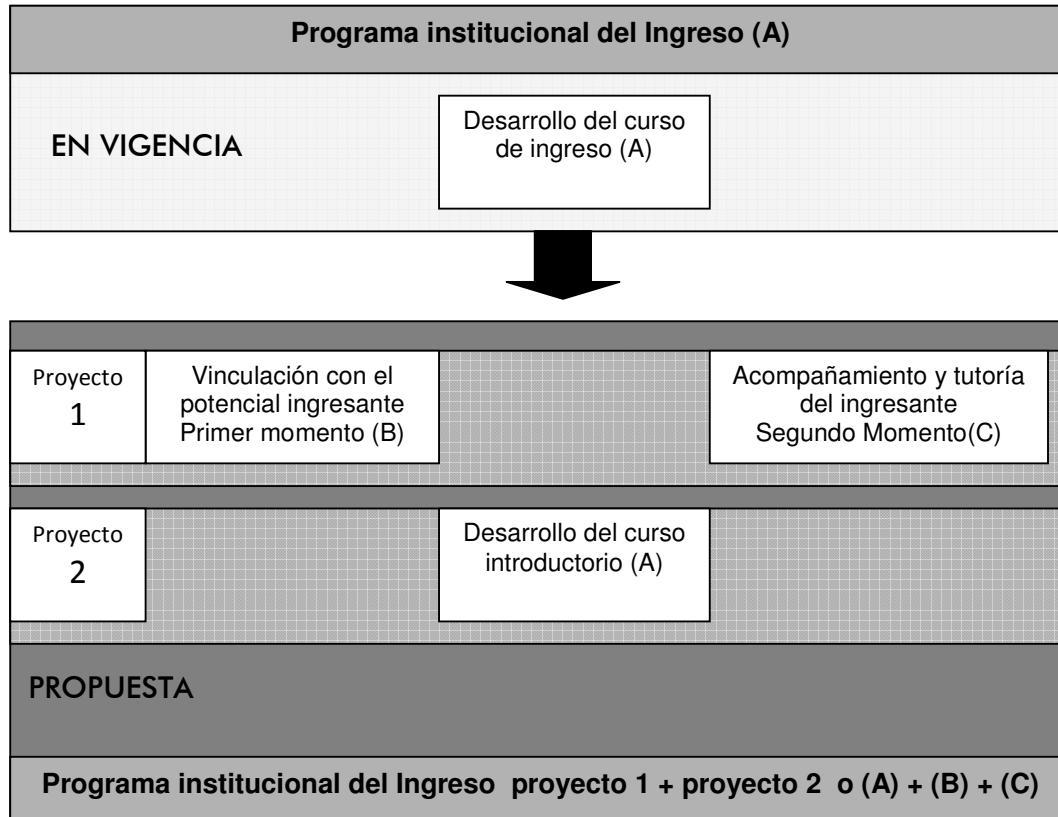 Programa institucional del Ingreso (A)
EN VIGENCIA
Desarrollo del curso
de ingreso (A)
Proyecto
1
Vinculación con el
potencial ingresante
Primer momento (B)
Acompañamiento y tutoría
del ingresante
Segundo Momento(C)
Proyecto
2
Desarrollo del curso
introductorio (A)
PROPUESTA
Programa institucional del Ingreso proyecto 1 + proyecto 2 o (A) + (B) + (C)